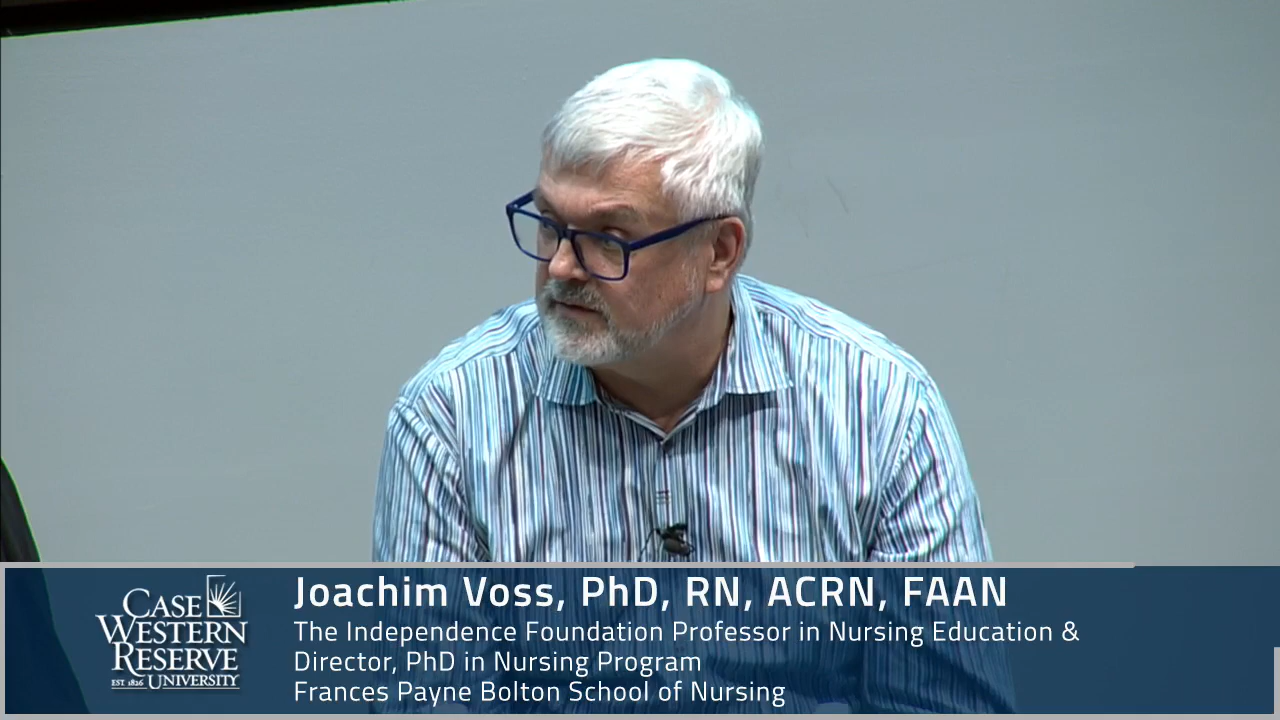 Joachim Voss, PhD, RN, ACRN, FAAN
The Independence Foundation Professor in Nursing Education &
Director, PhD in Nursing Program
Frances Payne Bolton School of Nursing
CASE
WESTERN
RESERVE
EST. 1826 UNIVERSITY